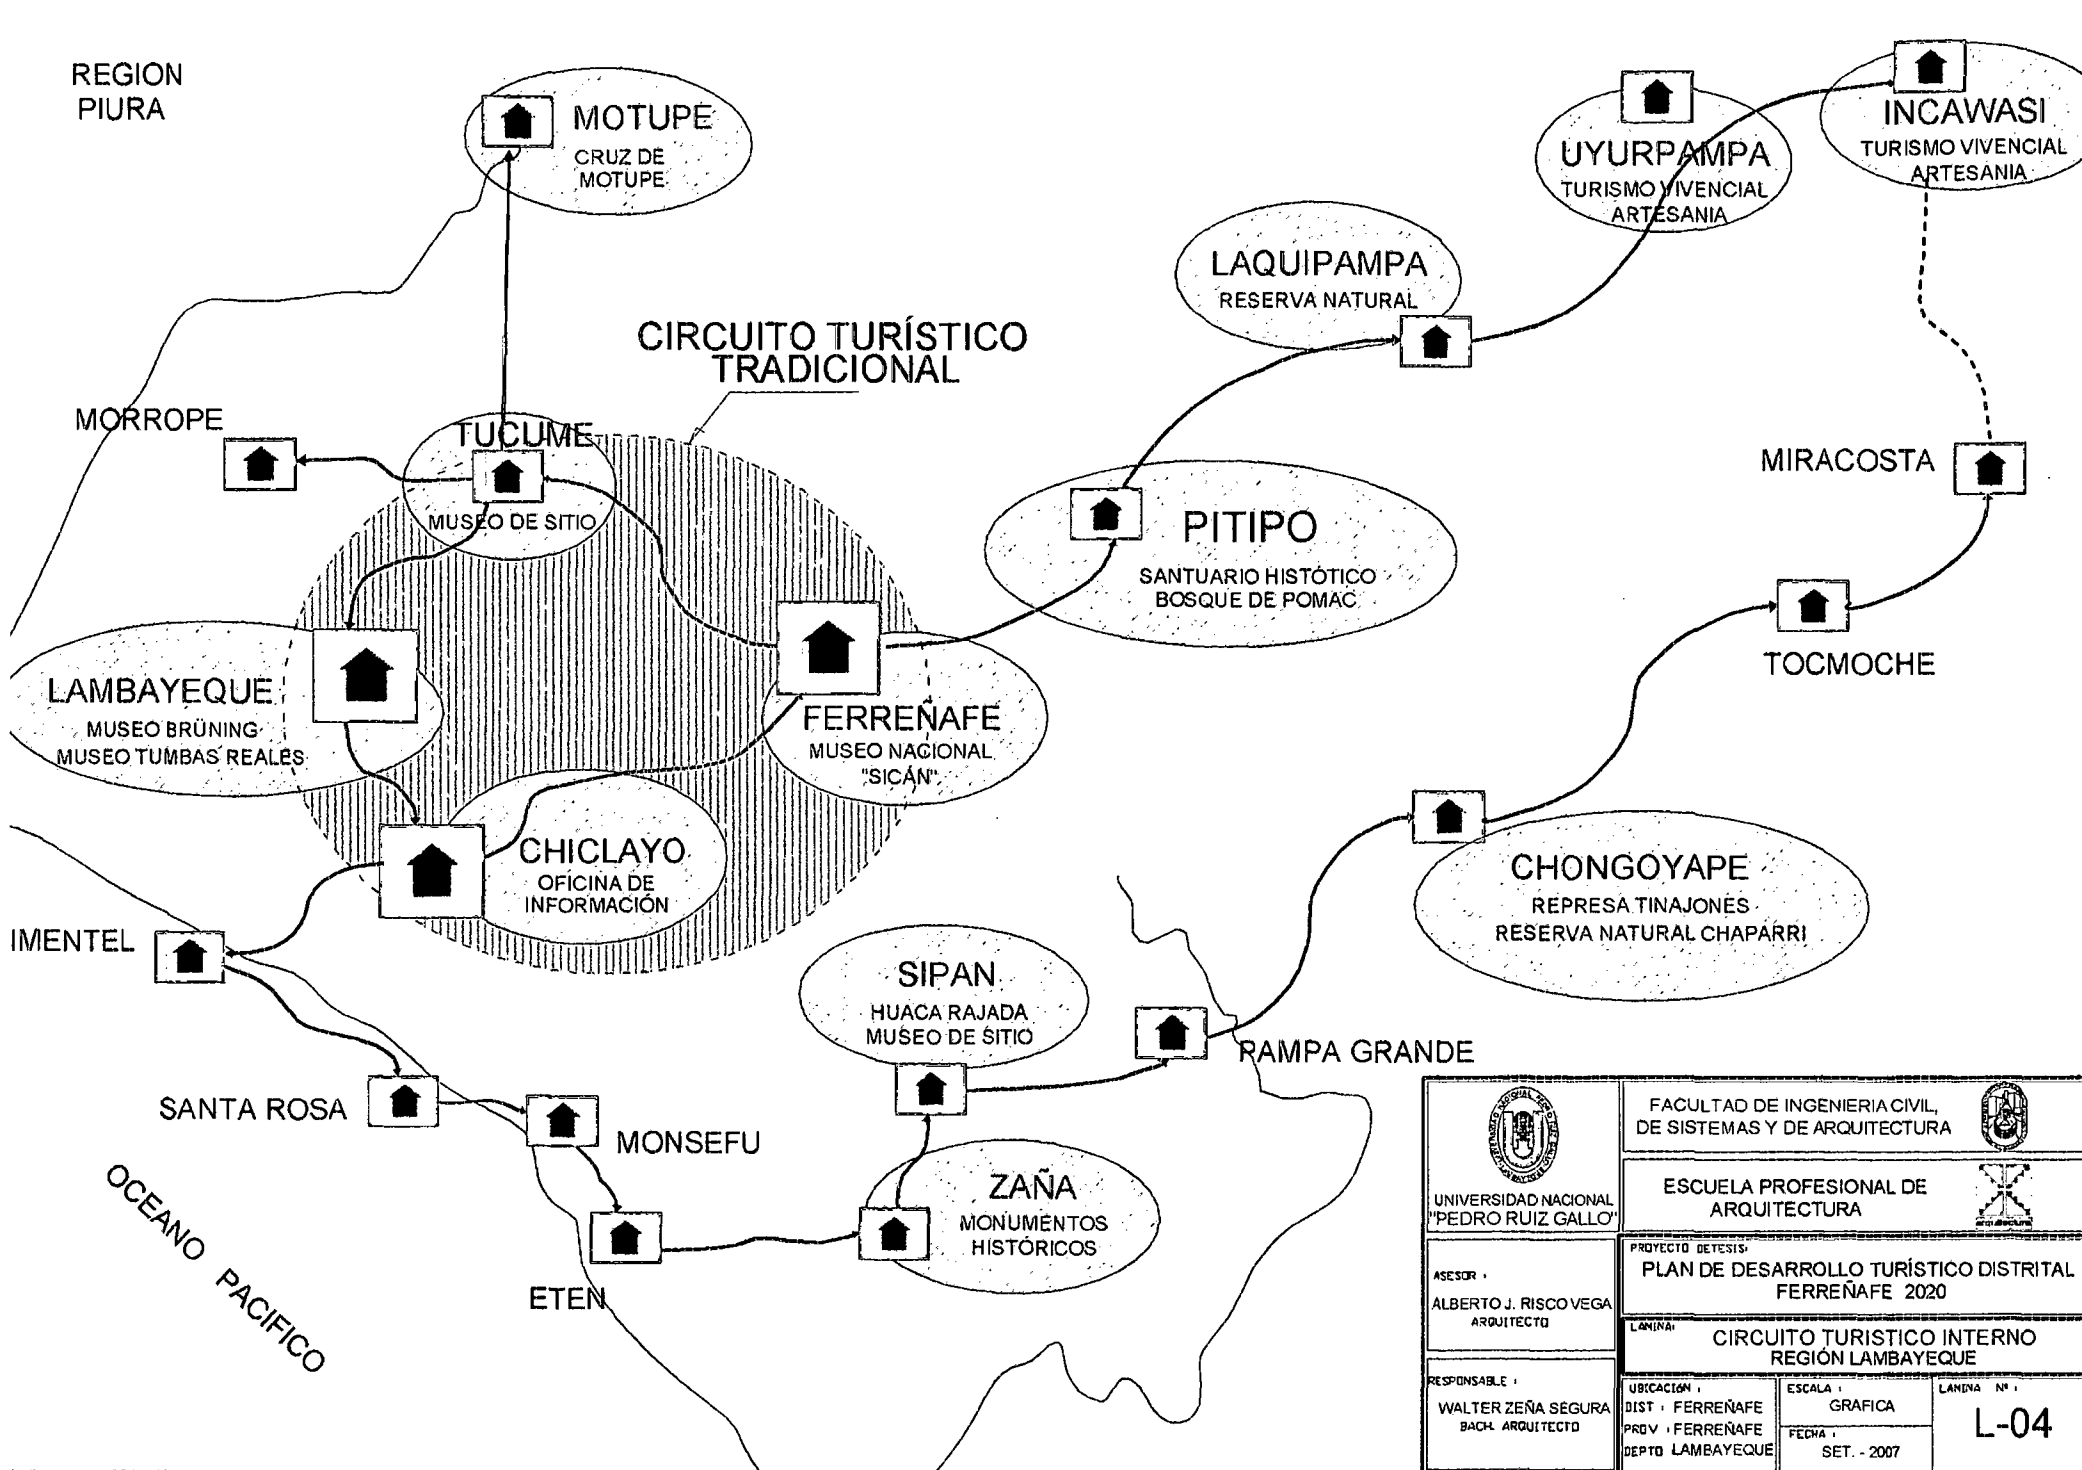 REGION
PIURA
MOTUPE
CRUZ DE
MOTUPE
INCAWASI
TURISMO VIVENCIAL
ARTESANIA
UYURPAMPA
TURISMO VIVENCIAL
ARTESANIA
LAQUIPAMPA
RESERVA NATURAL
CIRCUITO TURÍSTICO
TRADICIONAL
MORROPE
TUCUME
MUSEO DE SITIO
MIRACOSTA
PITIPO
SANTUARIO HISTÓTICO
BOSQUE DE POMAC
TOCMOCHE
LAMBAYEQUE
MUSEO BRÜNING
MUSEO TUMBAS REALES
FERREÑAFE
MUSEO NACIONAL
"SICÁN"
CHICLAYO
OFICINA DE
INFORMACIÓN
CHONGOYAPE
REPRESA TINAJONES
RESERVA NATURAL CHAPARRI
IMENTEL
SIPAN
HUACA RAJADA
MUSEO DE SITIO
PAMPA GRANDE
SANTA ROSA
MONSEFU
ZAÑA
MONUMENTOS
HISTÓRICOS
ETEN
OCEANO PACIFICO
UNIVERSIDAD NACIONAL
"PEDRO RUIZ GALLO"
FACULTAD DE INGENIERIA CIVIL,
DE SISTEMAS Y DE ARQUITECTURA
ESCUELA PROFESIONAL DE
ARQUITECTURA
arquitectura
ASESOR :
ALBERTO J. RISCO VEGA
ARQUITECTO
PROYECTO DETESIS:
PLAN DE DESARROLLO TURÍSTICO DISTRITAL
FERREÑAFE 2020
LAMINA:
CIRCUITO TURISTICO INTERNO
REGIÓN LAMBAYEQUE
RESPONSABLE :
WALTER ZEÑA SEGURA
BACH. ARQUITECTO
UBICACIÓN :
DIST : FERREÑAFE
PROV : FERREÑAFE
DEPTO LAMBAYEQUE
ESCALA :
GRAFICA
FECHA :
SET. - 2007
LAMINA Nº :
L-04